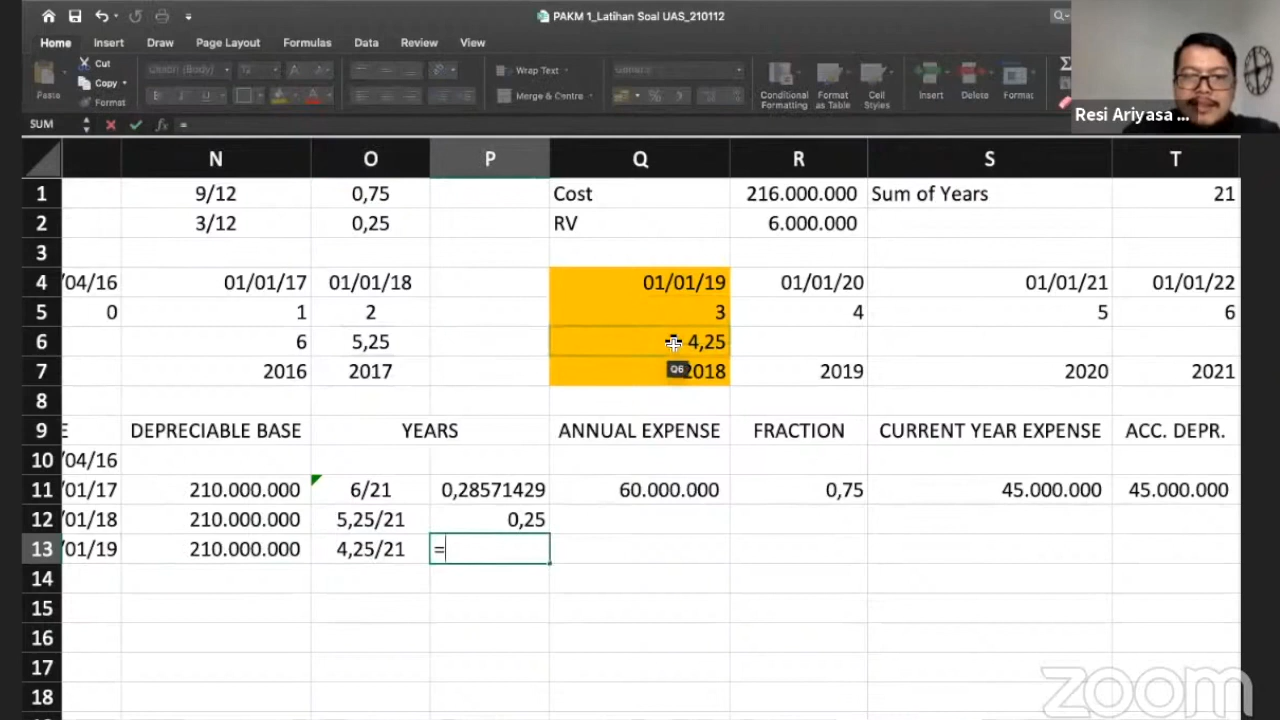 PAKM 1_Latihan Soal UAS_210112
Home Insert Draw Page Layout Formulas Data Review View
Cut
Copy
Paste Format
Wrap Text
Merge & Centre
Conditional Formatting Format as Table Cell Styles Insert Delete Format
Resi Ariyasa ...
SUM fx =
N O P Q R S T
1 9/12 0,75 Cost 216.000.000 Sum of Years 21
2 3/12 0,25 RV 6.000.000
3
4 /04/16 01/01/17 01/01/18 01/01/19 01/01/20 01/01/21 01/01/22
5 0 1 2 3 4 5 6
6 6 5,25 4,25
Q6
7 2016 2017 2018 2019 2020 2021
8
9 E DEPRECIABLE BASE YEARS ANNUAL EXPENSE FRACTION CURRENT YEAR EXPENSE ACC. DEPR.
10 /04/16
11 /01/17 210.000.000 6/21 0,28571429 60.000.000 0,75 45.000.000 45.000.000
12 /01/18 210.000.000 5,25/21 0,25
13 /01/19 210.000.000 4,25/21 =
14
15
16
17
18
zoom